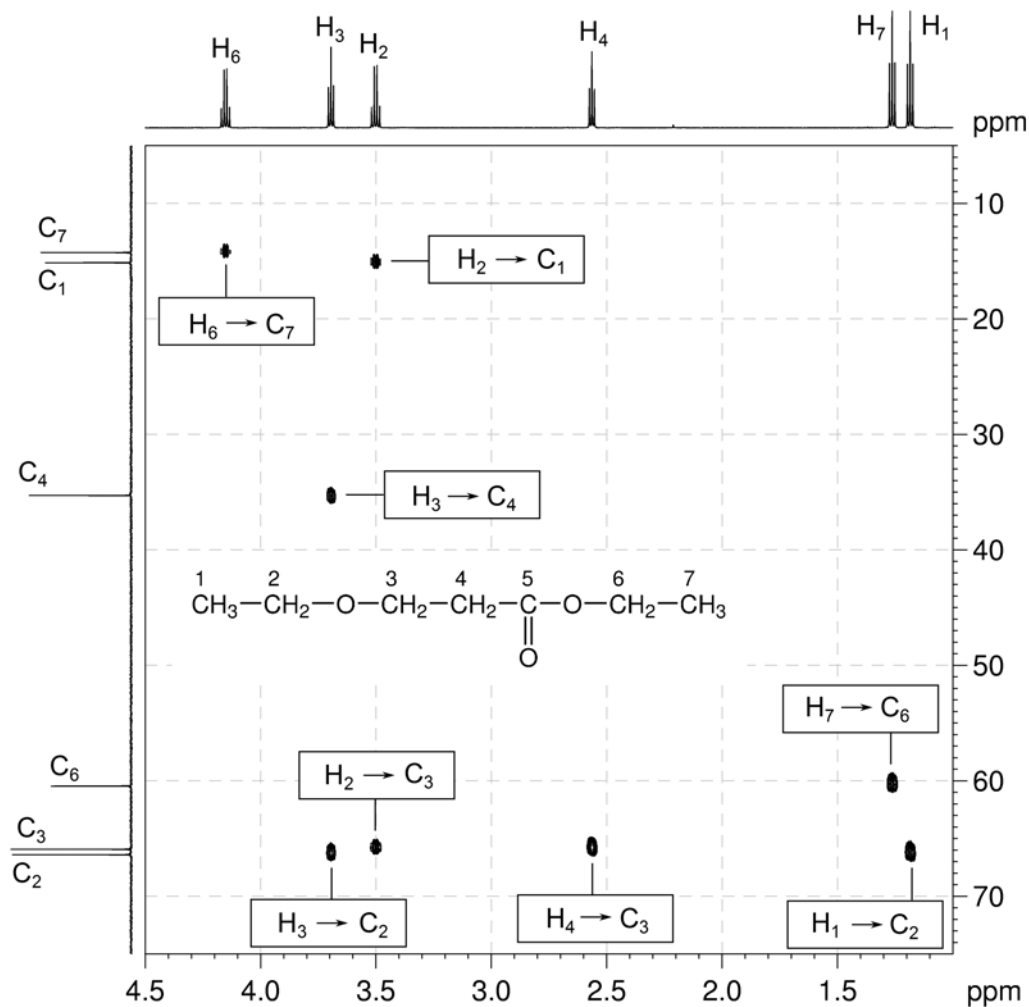 H₆ H₃ H₂ H₄ H₇ H₁
ppm
C₇
C₁
C₄
C₆
C₃
C₂
10
20
30
40
50
60
70
H₂ → C₁
H₆ → C₇
H₃ → C₄
1 2 3 4 5 6 7
CH₃—CH₂—O—CH₂—CH₂—C—O—CH₂—CH₃
O
H₇ → C₆
H₂ → C₃
H₃ → C₂
H₄ → C₃
H₁ → C₂
4.5 4.0 3.5 3.0 2.5 2.0 1.5 ppm